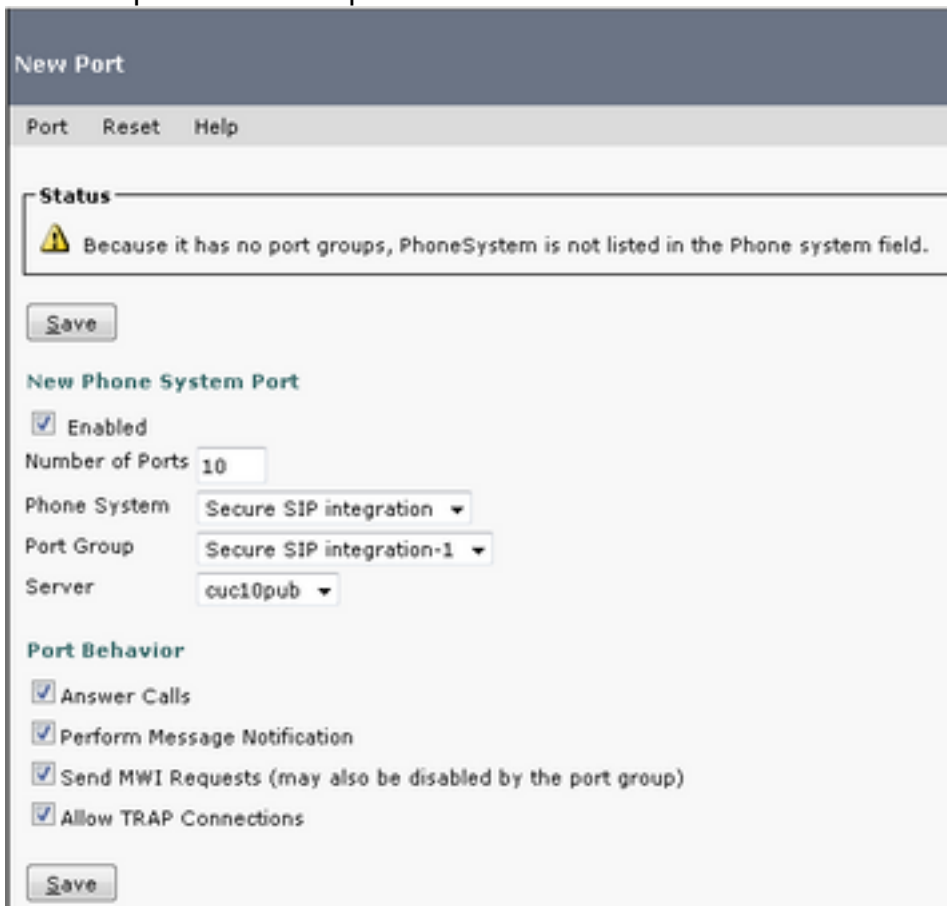 New Port
Port Reset Help
Status
Because it has no port groups, PhoneSystem is not listed in the Phone system field.
Save
New Phone System Port
Enabled
Number of Ports 10
Phone System Secure SIP integration
Port Group Secure SIP integration-1
Server cuc10pub
Port Behavior
Answer Calls
Perform Message Notification
Send MWI Requests (may also be disabled by the port group)
Allow TRAP Connections
Save